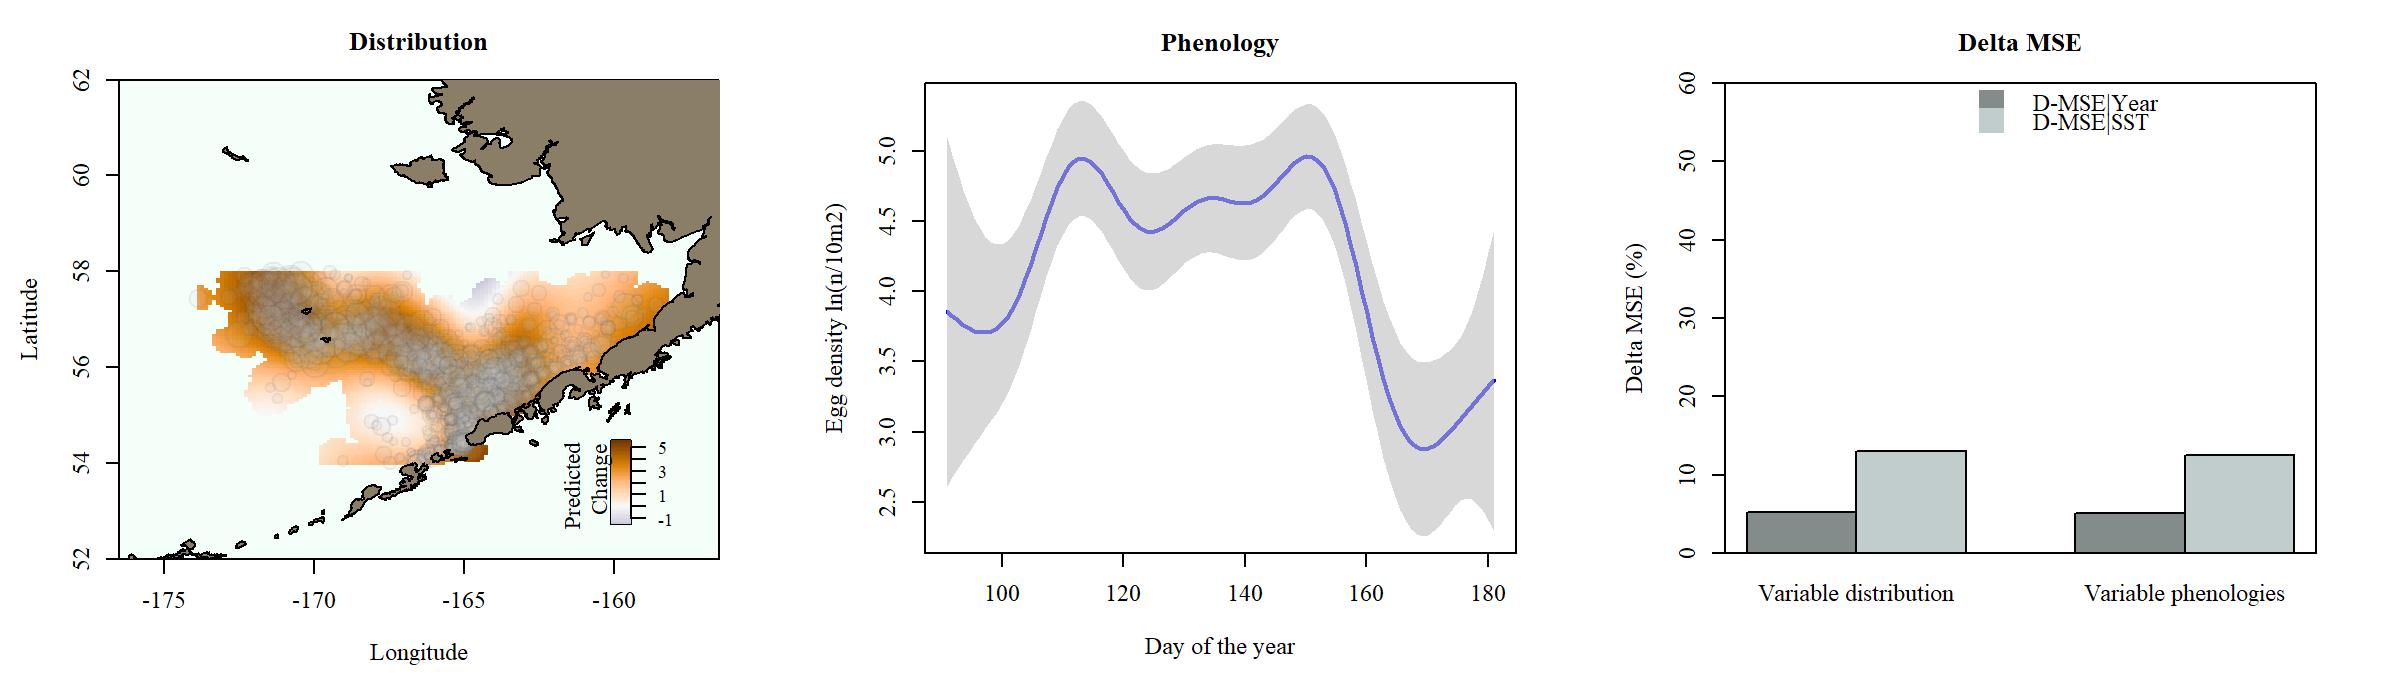 Distribution
62
60
58
56
54
52
Latitude
-175
-170
-165
-160
Longitude
Predicted
Change
5
3
1
-1
Phenology
5.0
4.5
4.0
3.5
3.0
2.5
Egg density ln(n/10m2)
100
120
140
160
180
Day of the year
Delta MSE
60
50
40
30
20
10
0
Delta MSE (%)
D-MSE|Year
D-MSE|SST
Variable distribution
Variable phenologies